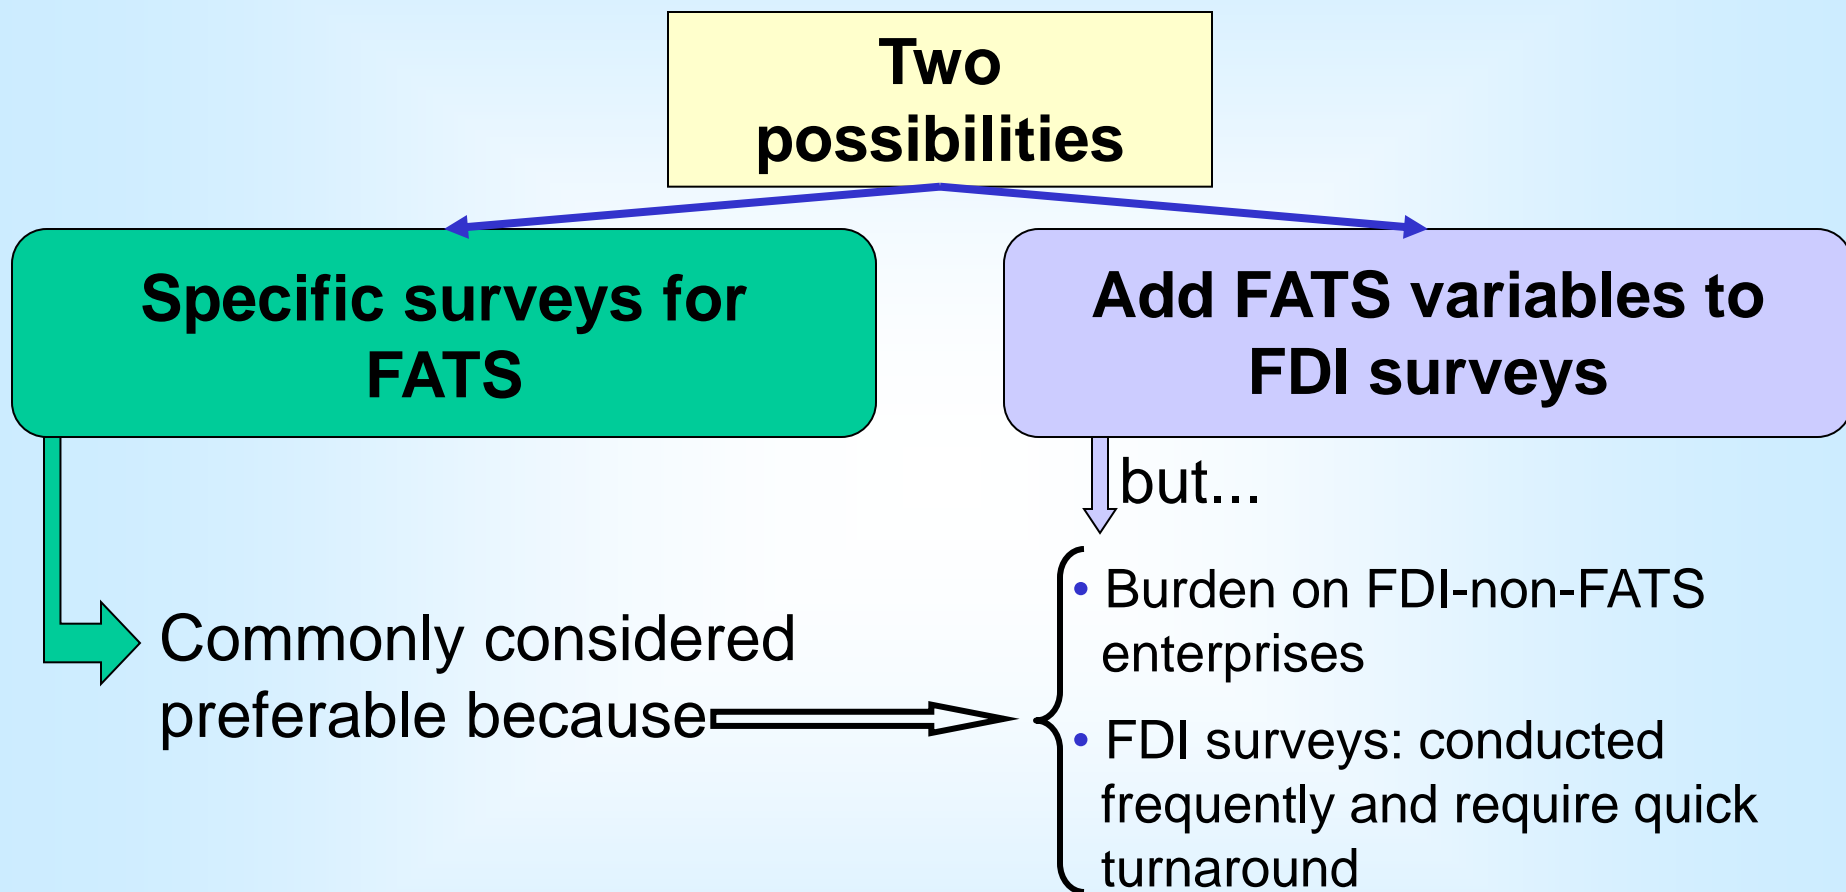 Two
possibilities
Specific surveys for
FATS
Add FATS variables to
FDI surveys
but...
Commonly considered
preferable because
• Burden on FDI-non-FATS
enterprises
• FDI surveys: conducted
frequently and require quick
turnaround